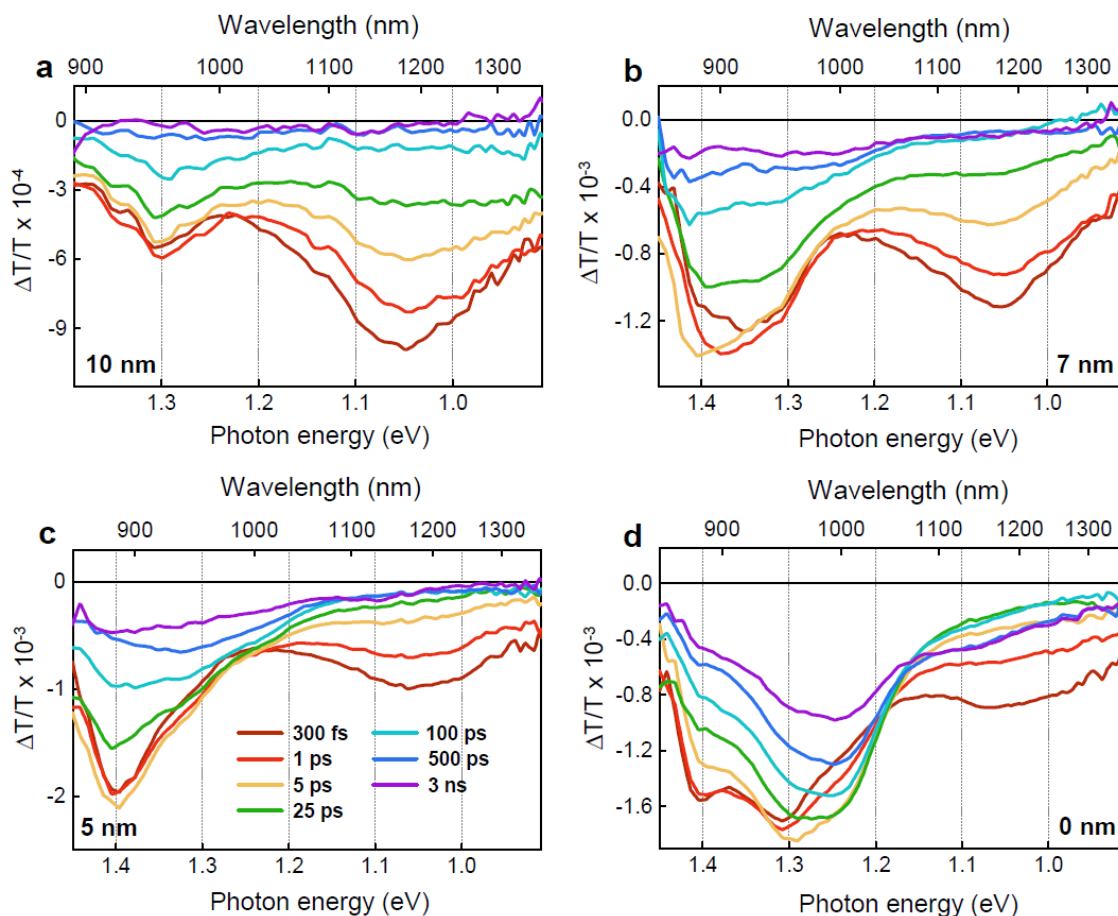 Wavelength (nm)
a
900 1000 1100 1200 1300
0
-3
-6
-9
ΔT/T x 10-4
10 nm
1.3 1.2 1.1 1.0
Photon energy (eV)
Wavelength (nm)
b
900 1000 1100 1200 1300
0.0
-0.4
-0.8
-1.2
ΔT/T x 10-3
7 nm
1.4 1.3 1.2 1.1 1.0
Photon energy (eV)
Wavelength (nm)
c
900 1000 1100 1200 1300
0
-1
-2
ΔT/T x 10-3
300 fs 100 ps
1 ps 500 ps
5 ps 3 ns
25 ps
5 nm
1.4 1.3 1.2 1.1 1.0
Photon energy (eV)
Wavelength (nm)
d
900 1000 1100 1200 1300
0.0
-0.4
-0.8
-1.2
-1.6
ΔT/T x 10-3
0 nm
1.4 1.3 1.2 1.1 1.0
Photon energy (eV)